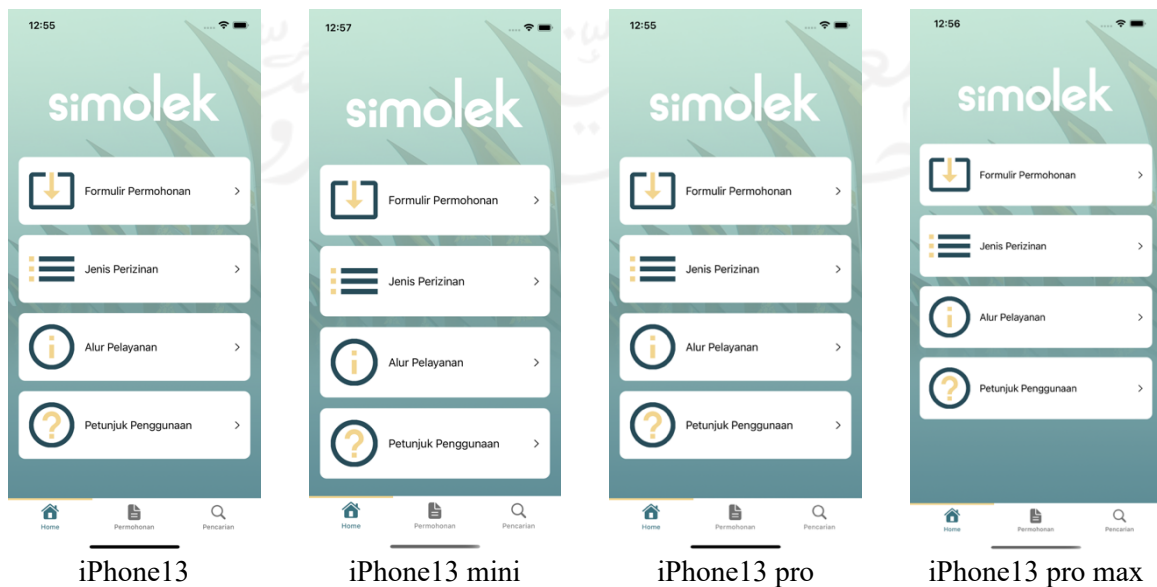 12:55
simolek
Formulir Permohonan
Jenis Perizinan
Alur Pelayanan
Petunjuk Penggunaan
Home
Permohonan
Pencarian
iPhone13
12:57
simolek
Formulir Permohonan
Jenis Perizinan
Alur Pelayanan
Petunjuk Penggunaan
Home
Permohonan
Pencarian
iPhone13 mini
12:55
simolek
Formulir Permohonan
Jenis Perizinan
Alur Pelayanan
Petunjuk Penggunaan
Home
Permohonan
Pencarian
iPhone13 pro
12:56
simolek
Formulir Permohonan
Jenis Perizinan
Alur Pelayanan
Petunjuk Penggunaan
Home
Permohonan
Pencarian
iPhone13 pro max